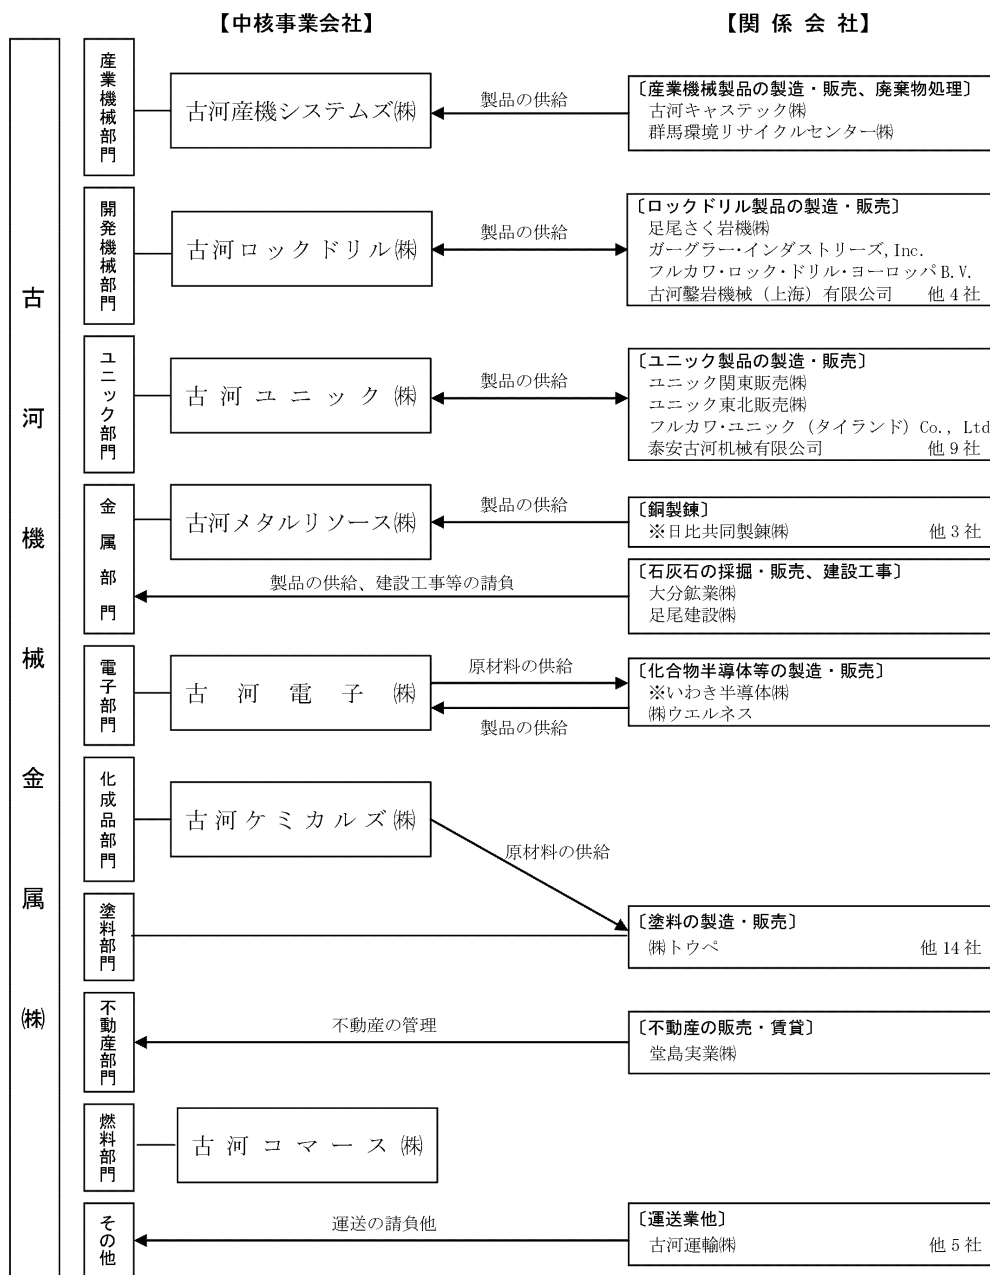 【中核事業会社】
【関係会社】
古河機械金属㈱
産業機械部門
古河産機システムズ㈱
製品の供給
〔産業機械製品の製造・販売、廃棄物処理〕
古河キャステック㈱
群馬環境リサイクルセンター㈱
開発機械部門
古河ロックドリル㈱
製品の供給
〔ロックドリル製品の製造・販売〕
足尾さく岩機㈱
ガーグラー・インダストリーズ, Inc.
フルカワ・ロック・ドリル・ヨーロッパ B.V.
古河鑿岩機械（上海）有限公司　他４社
ユニック部門
古河ユニック㈱
製品の供給
〔ユニック製品の製造・販売〕
ユニック関東販売㈱
ユニック東北販売㈱
フルカワ・ユニック（タイランド）Co., Ltd
泰安古河机械有限公司　他９社
金属部門
古河メタルリソース㈱
製品の供給
〔銅製錬〕
※日比共同製錬㈱　他３社
製品の供給、建設工事等の請負
〔石灰石の採掘・販売、建設工事〕
大分鉱業㈱
足尾建設㈱
電子部門
古河電子㈱
原材料の供給
製品の供給
〔化合物半導体等の製造・販売〕
※いわき半導体㈱
㈱ウエルネス
化成品部門
古河ケミカルズ㈱
原材料の供給
塗料部門
〔塗料の製造・販売〕
㈱トウペ　他 14 社
不動産部門
不動産の管理
〔不動産の販売・賃貸〕
堂島実業㈱
燃料部門
古河コマース㈱
その他
運送の請負他
〔運送業他〕
古河運輸㈱　他５社